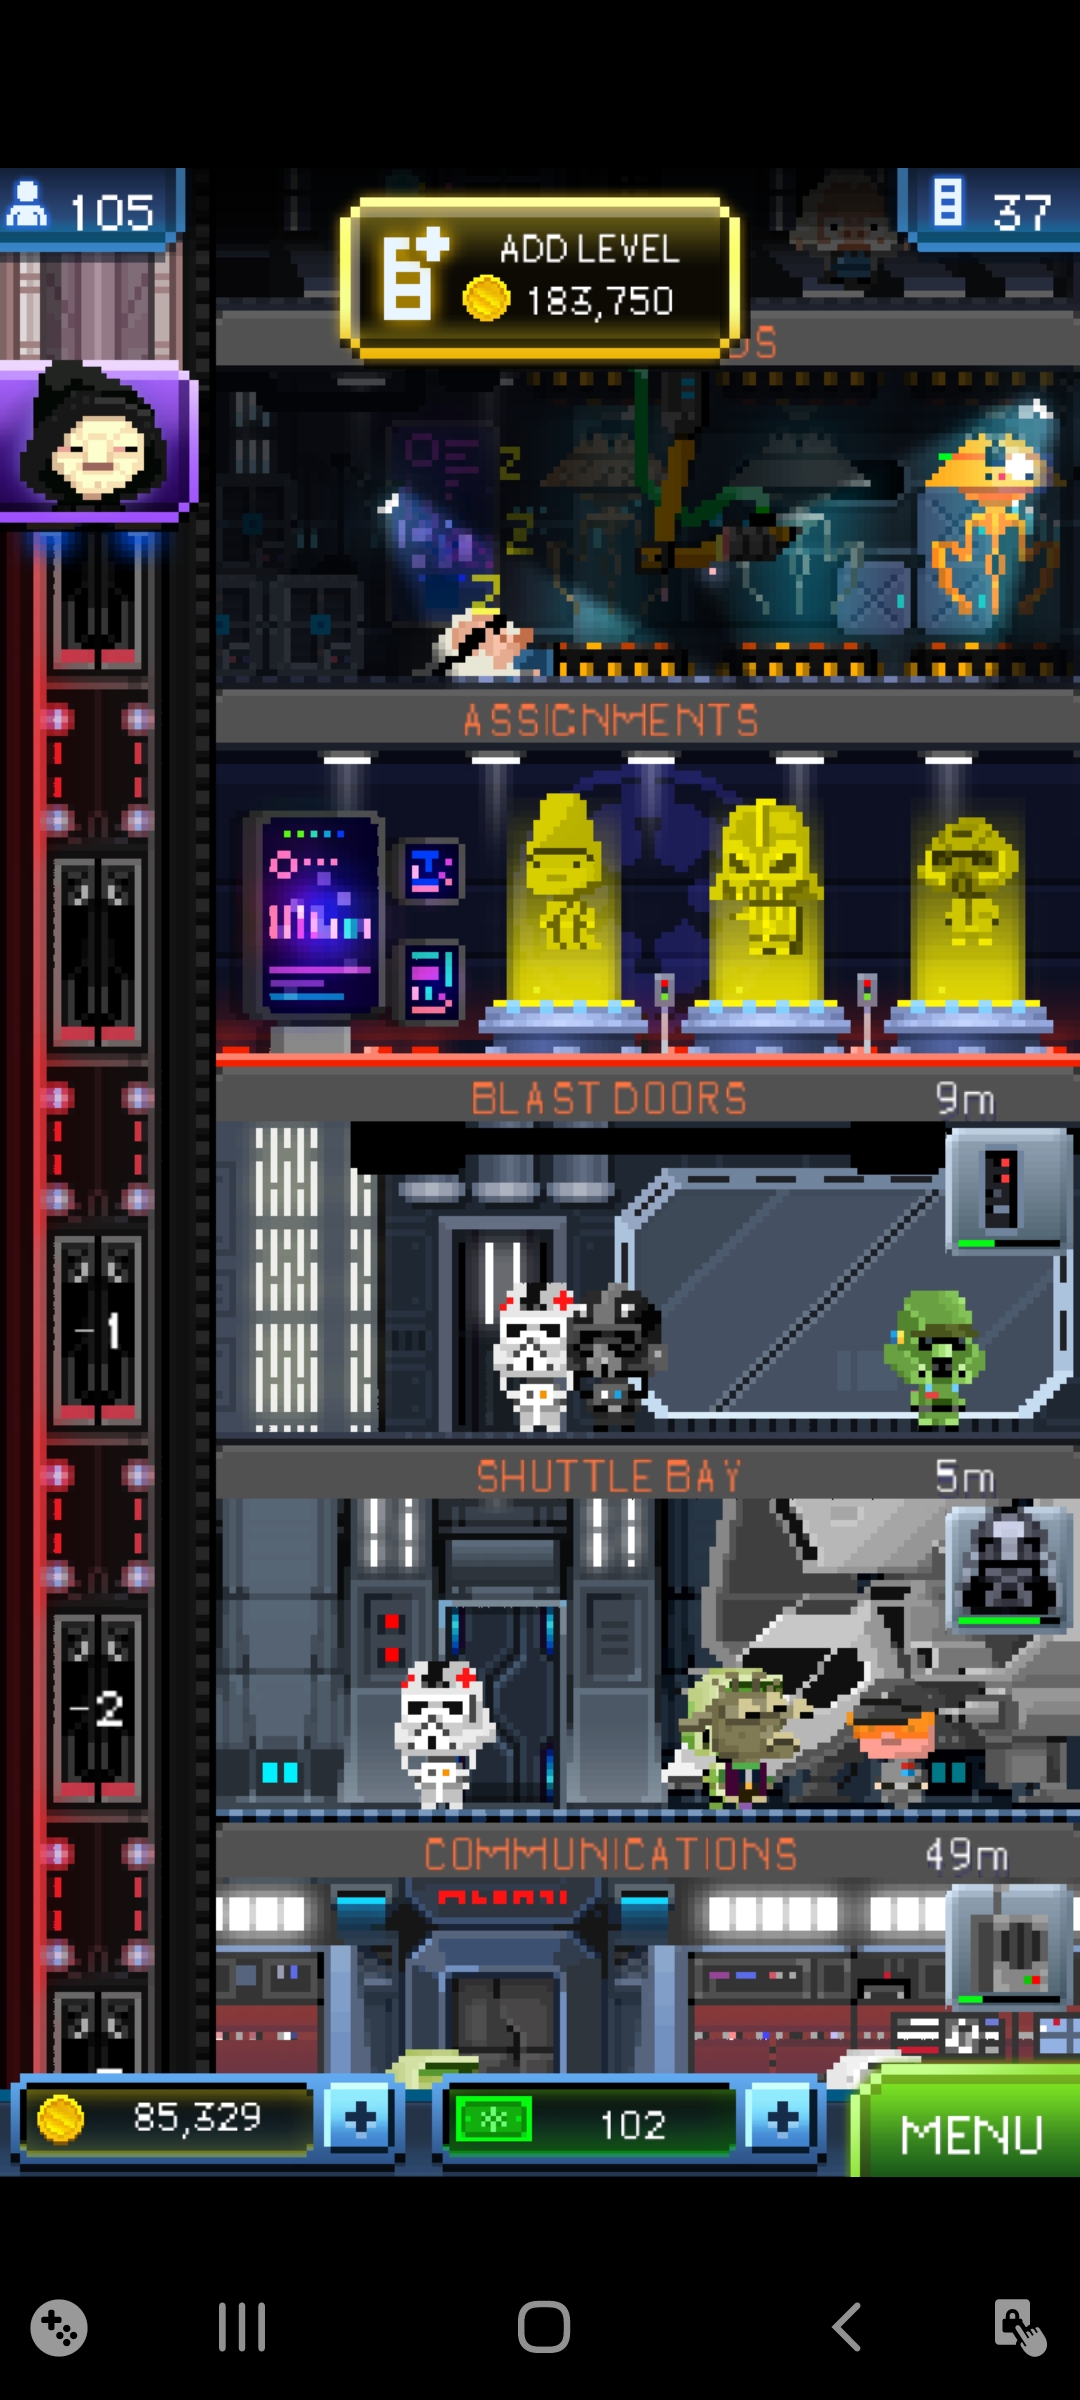 105
ADD LEVEL
183,750
37
DS
Z
Z
Z
ASSIGNMENTS
BLAST DOORS 9m
-1
SHUTTLE BAY 5m
-2
COMMUNICATIONS 49m
85,329
102
MENU